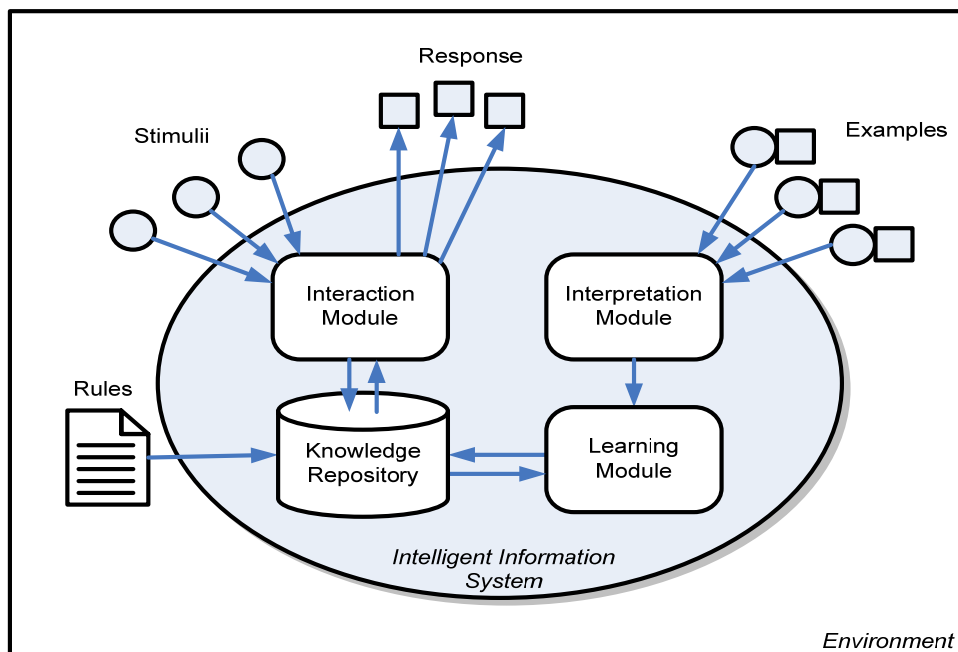 Response
Stimulii
Examples
Interaction
Module
Interpretation
Module
Rules
Knowledge
Repository
Learning
Module
Intelligent Information
System
Environment